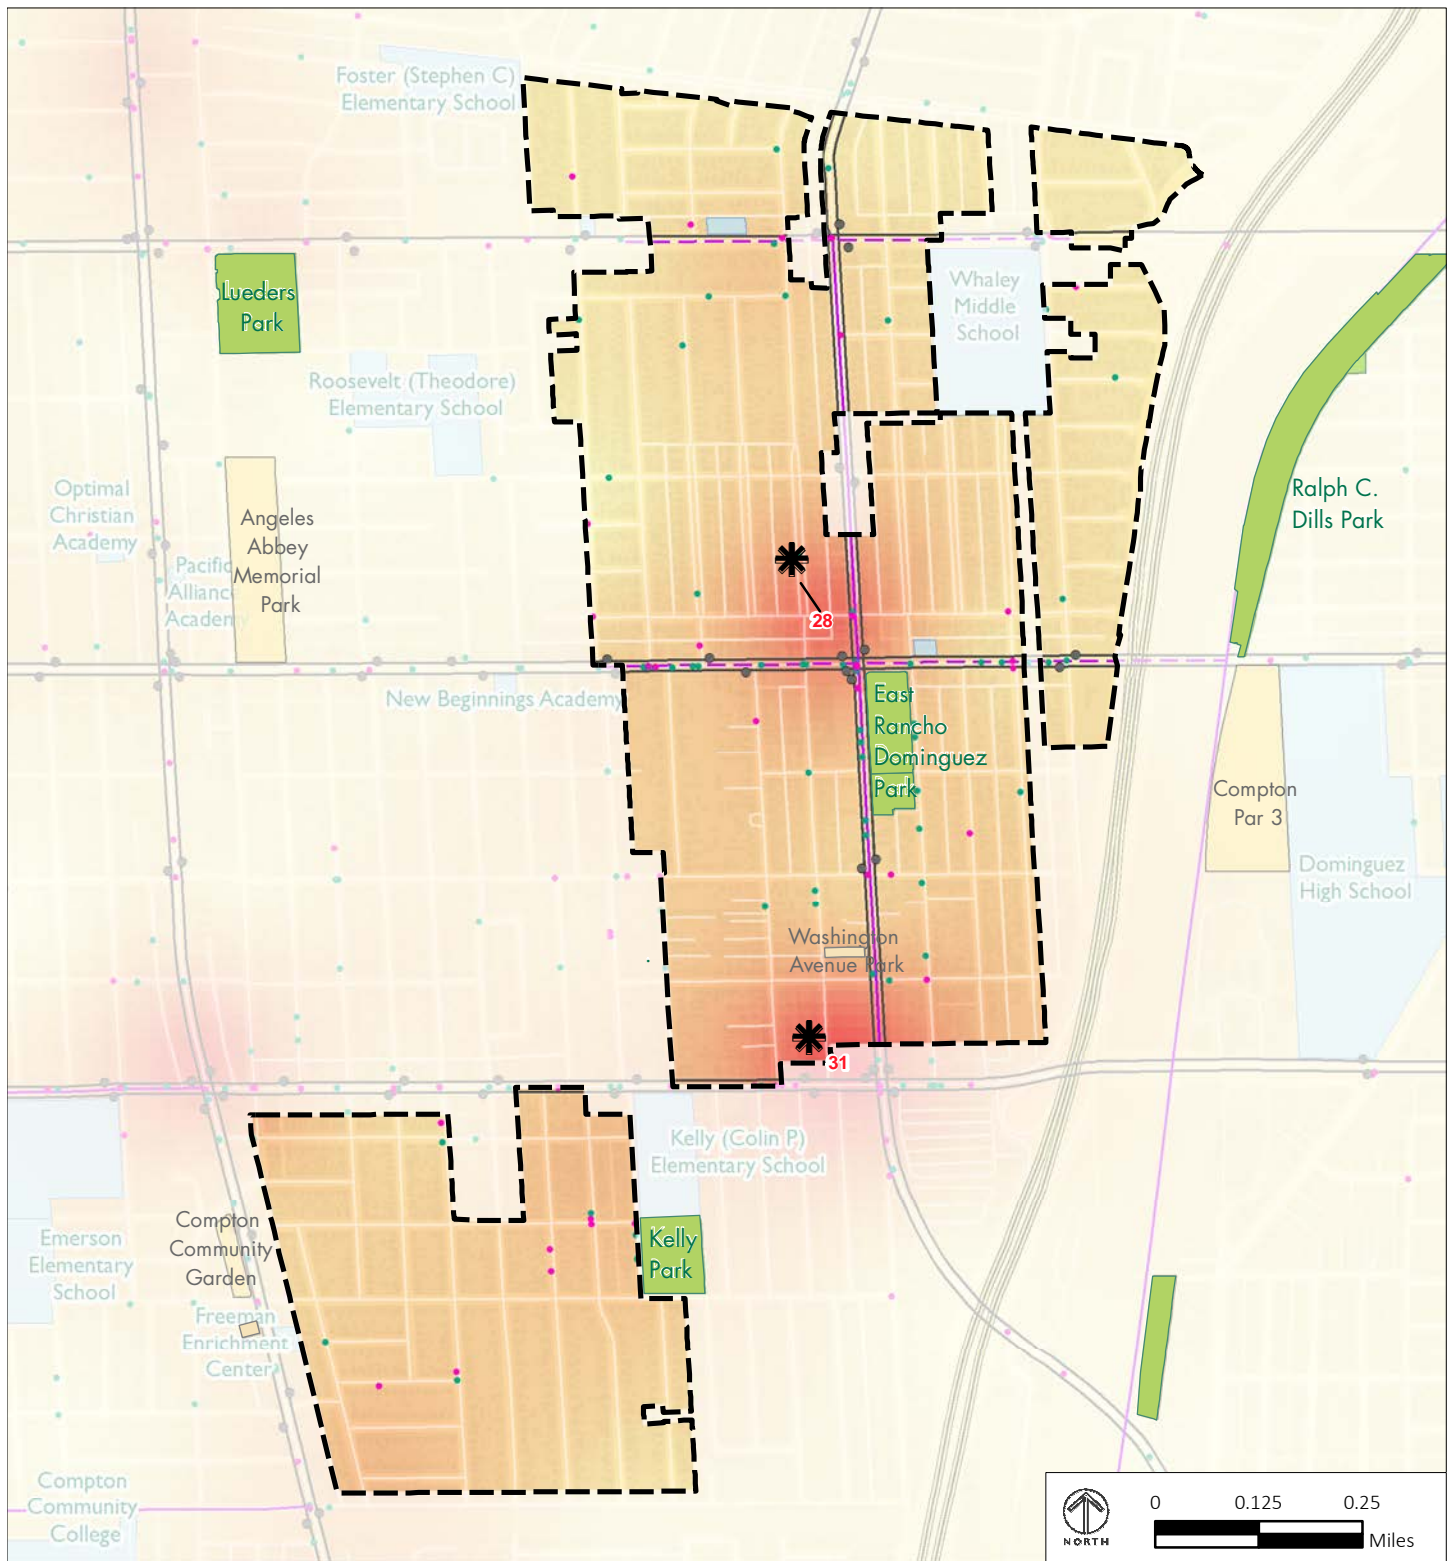 Foster (Stephen C)
Elementary School
Lueders
Park
Whaley
Middle
School
Roosevelt (Theodore)
Elementary School
Optimal
Christian
Academy
Angeles
Abbey
Memorial
Park
Pacific
Alliance
Academy
Ralph C.
Dills Park
28
New Beginnings Academy
East
Rancho
Dominguez
Park
Compton
Par 3
Dominguez
High School
Washington
Avenue Park
31
Kelly (Colin P)
Elementary School
Compton
Community
Garden
Emerson
Elementary
School
Kelly
Park
Freeman
Enrichment
Center
Compton
Community
College
NORTH
0 0.125 0.25
Miles